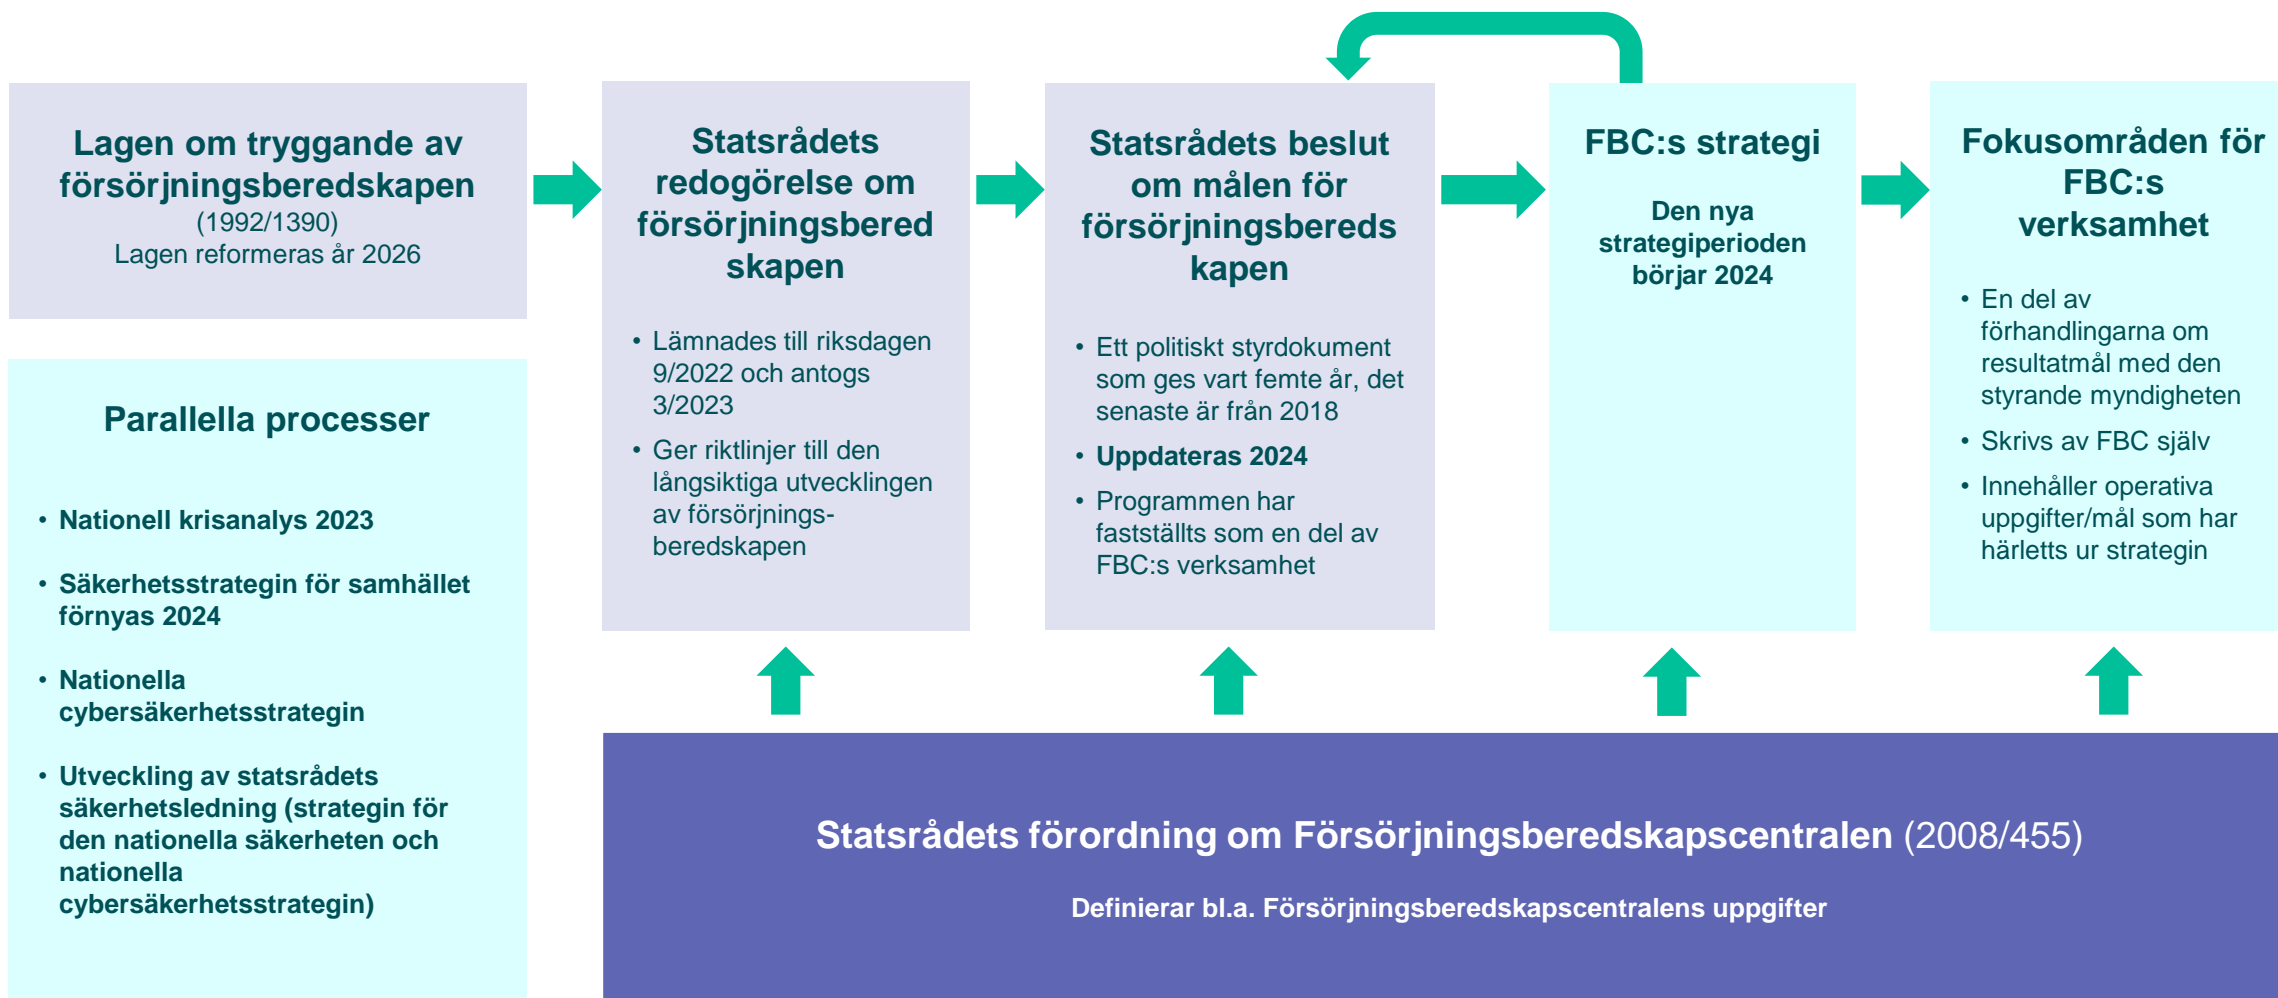 Lagen om tryggande av
försörjningsberedskapen
(1992/1390)
Lagen reformeras år 2026
Parallella processer
• Nationell krisanalys 2023
• Säkerhetsstrategin för samhället
förnyas 2024
• Nationella
cybersäkerhetsstrategin
• Utveckling av statsrådets
säkerhetsledning (strategin för
den nationella säkerheten och
nationella
cybersäkerhetsstrategin)
Statsrådets
redogörelse om
försörjningsbered
skapen
• Lämnades till riksdagen
9/2022 och antogs
3/2023
• Ger riktlinjer till den
långsiktiga utvecklingen
av försörjnings-
beredskapen
Statsrådets beslut
om målen för
försörjningsbereds
kapen
• Ett politiskt styrdokument
som ges vart femte år, det
senaste är från 2018
• Uppdateras 2024
• Programmen har
fastställts som en del av
FBC:s verksamhet
FBC:s strategi
Den nya
strategiperioden
börjar 2024
Fokusområden för
FBC:s
verksamhet
• En del av
förhandlingarna om
resultatmål med den
styrande myndigheten
• Skrivs av FBC själv
• Innehåller operativa
uppgifter/mål som har
härletts ur strategin
Statsrådets förordning om Försörjningsberedskapscentralen (2008/455)
Definierar bl.a. Försörjningsberedskapscentralens uppgifter